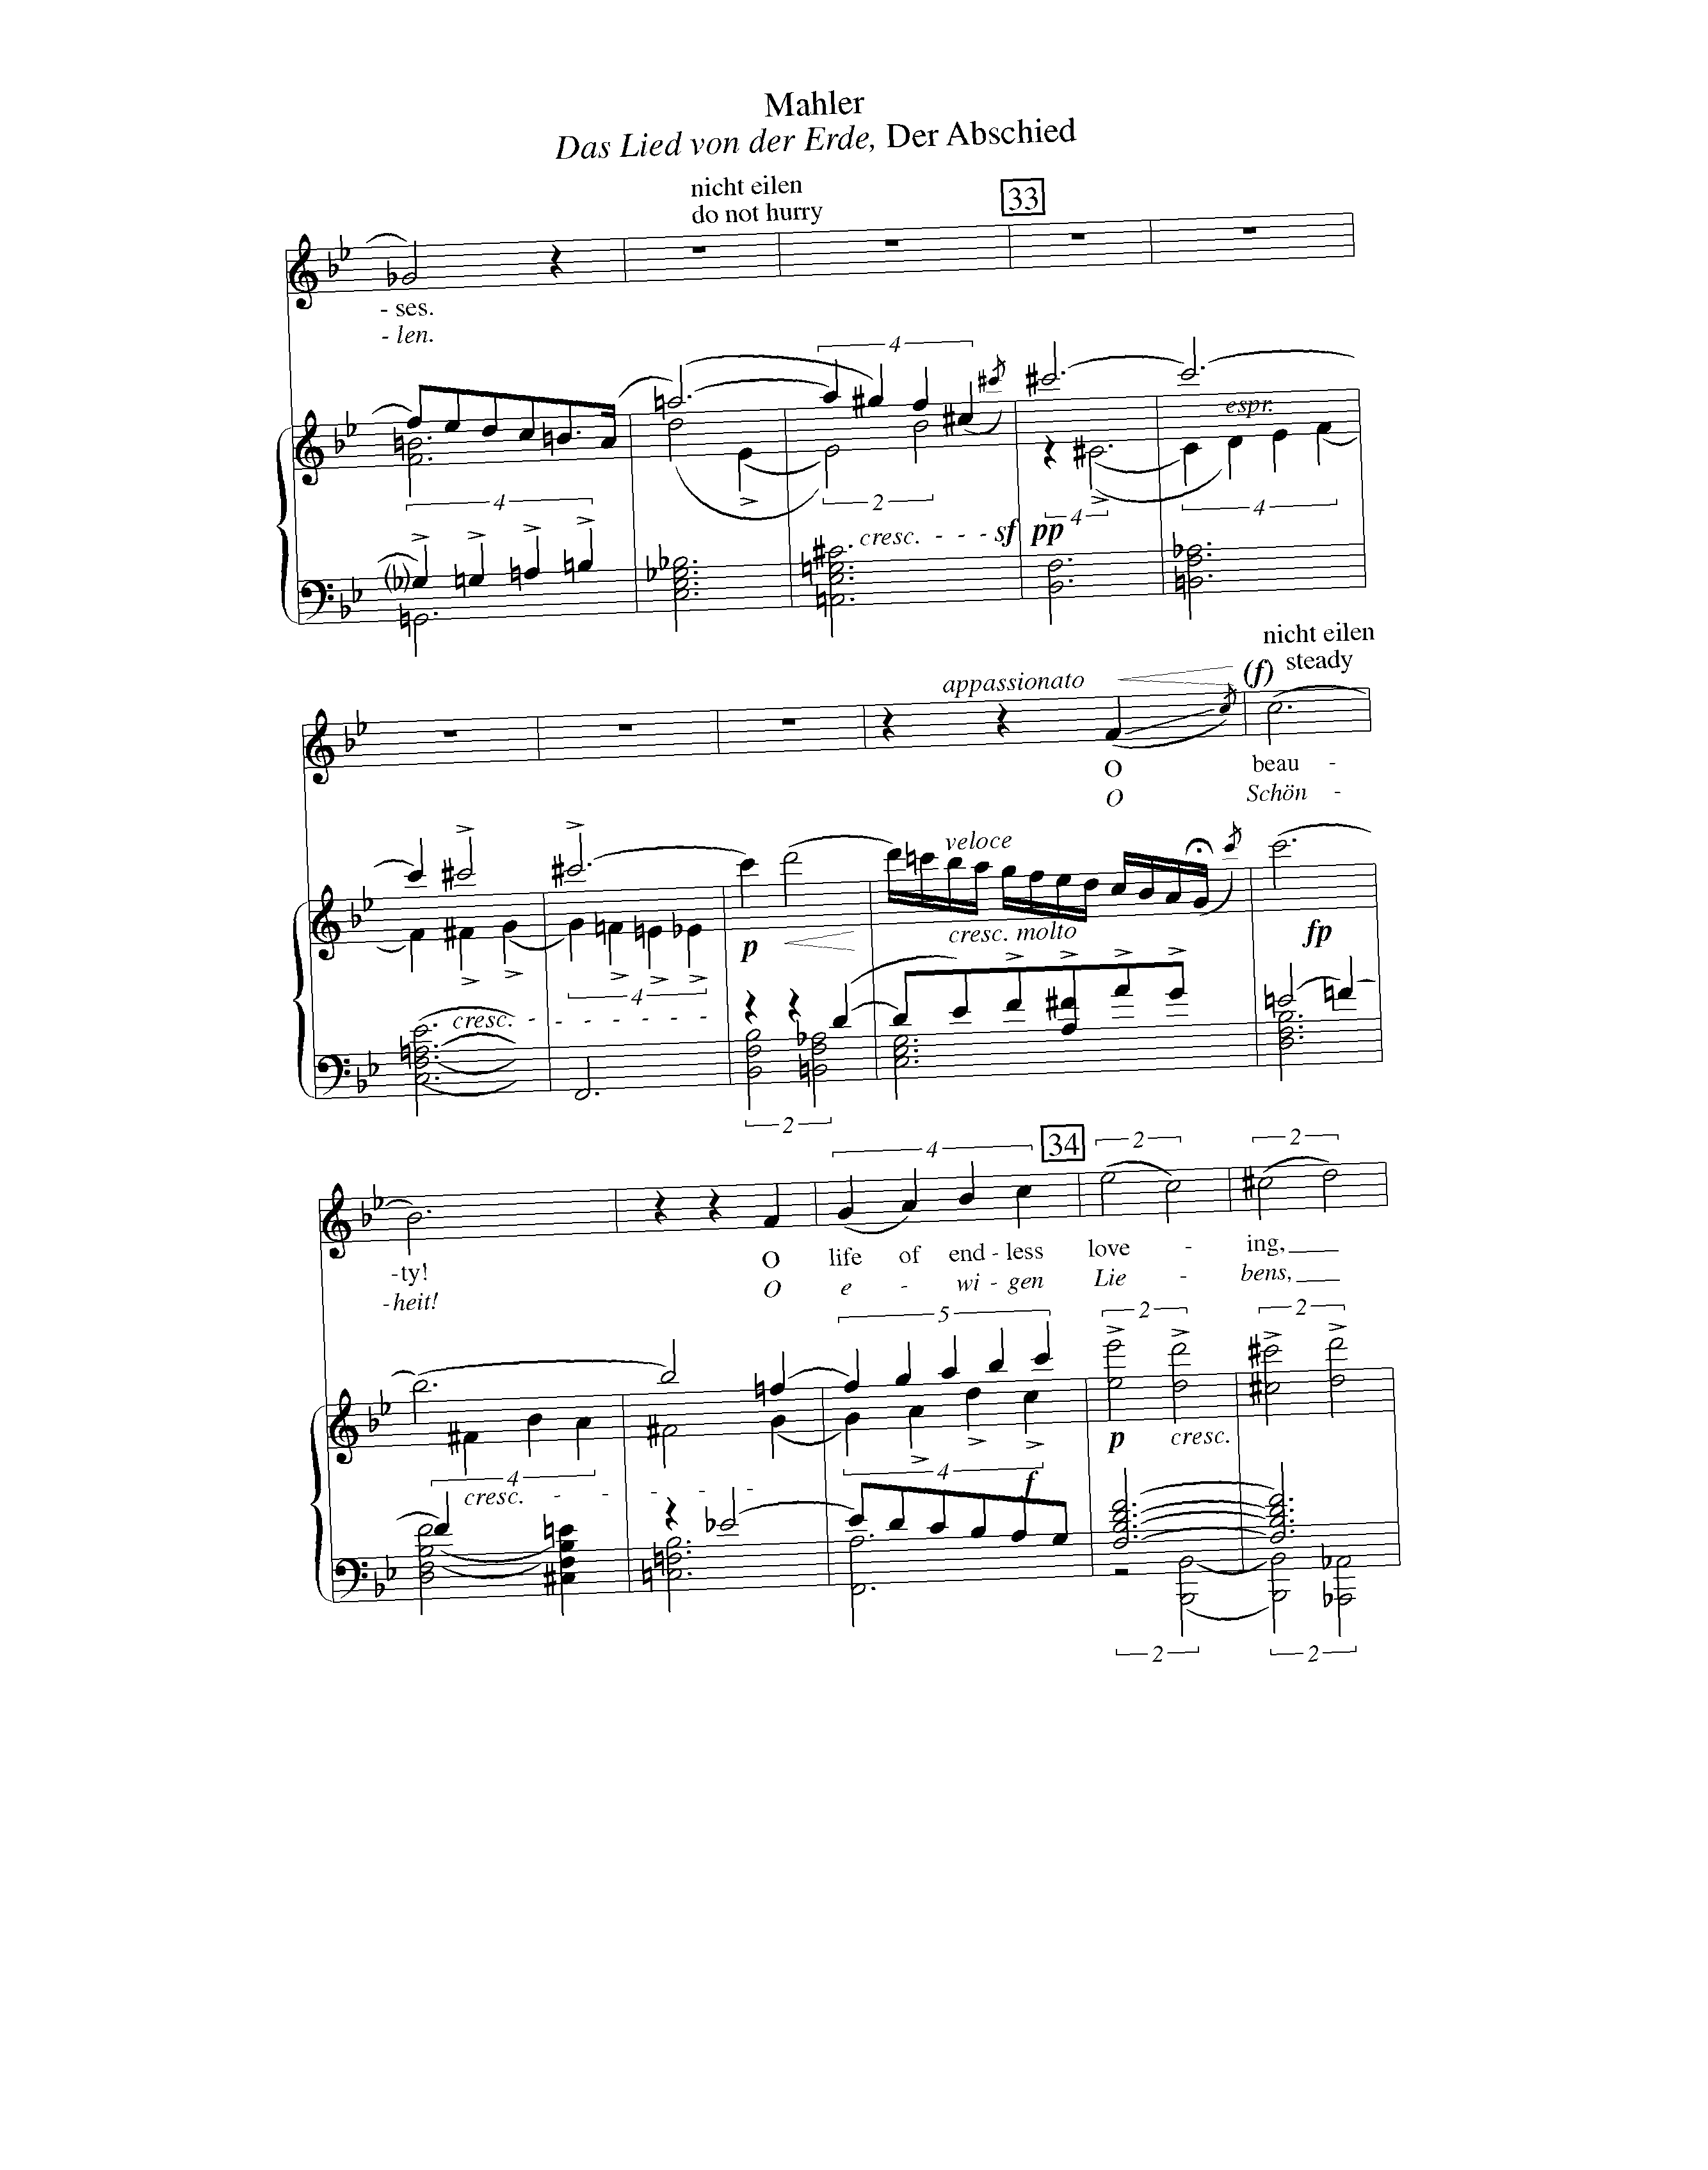 Mahler
Das Lied von der Erde, Der Abschied
nicht eilen
do not hurry
33
- ses.
- len.
4
espr.
4
2
cresc. - - - sf pp
4
4
nicht eilen
steady
appassionato
(f)
O beau -
O Schön -
veloce
p
cresc. molto
fp
cresc. - - - - - - -
4
2
4
34
2
2
-ty! O life of end - less love - ing,
-heit! O e - wi - gen Lie - bens,
5
2
2
p
cresc.
4
cresc. - - - - - -
4
f
2
2